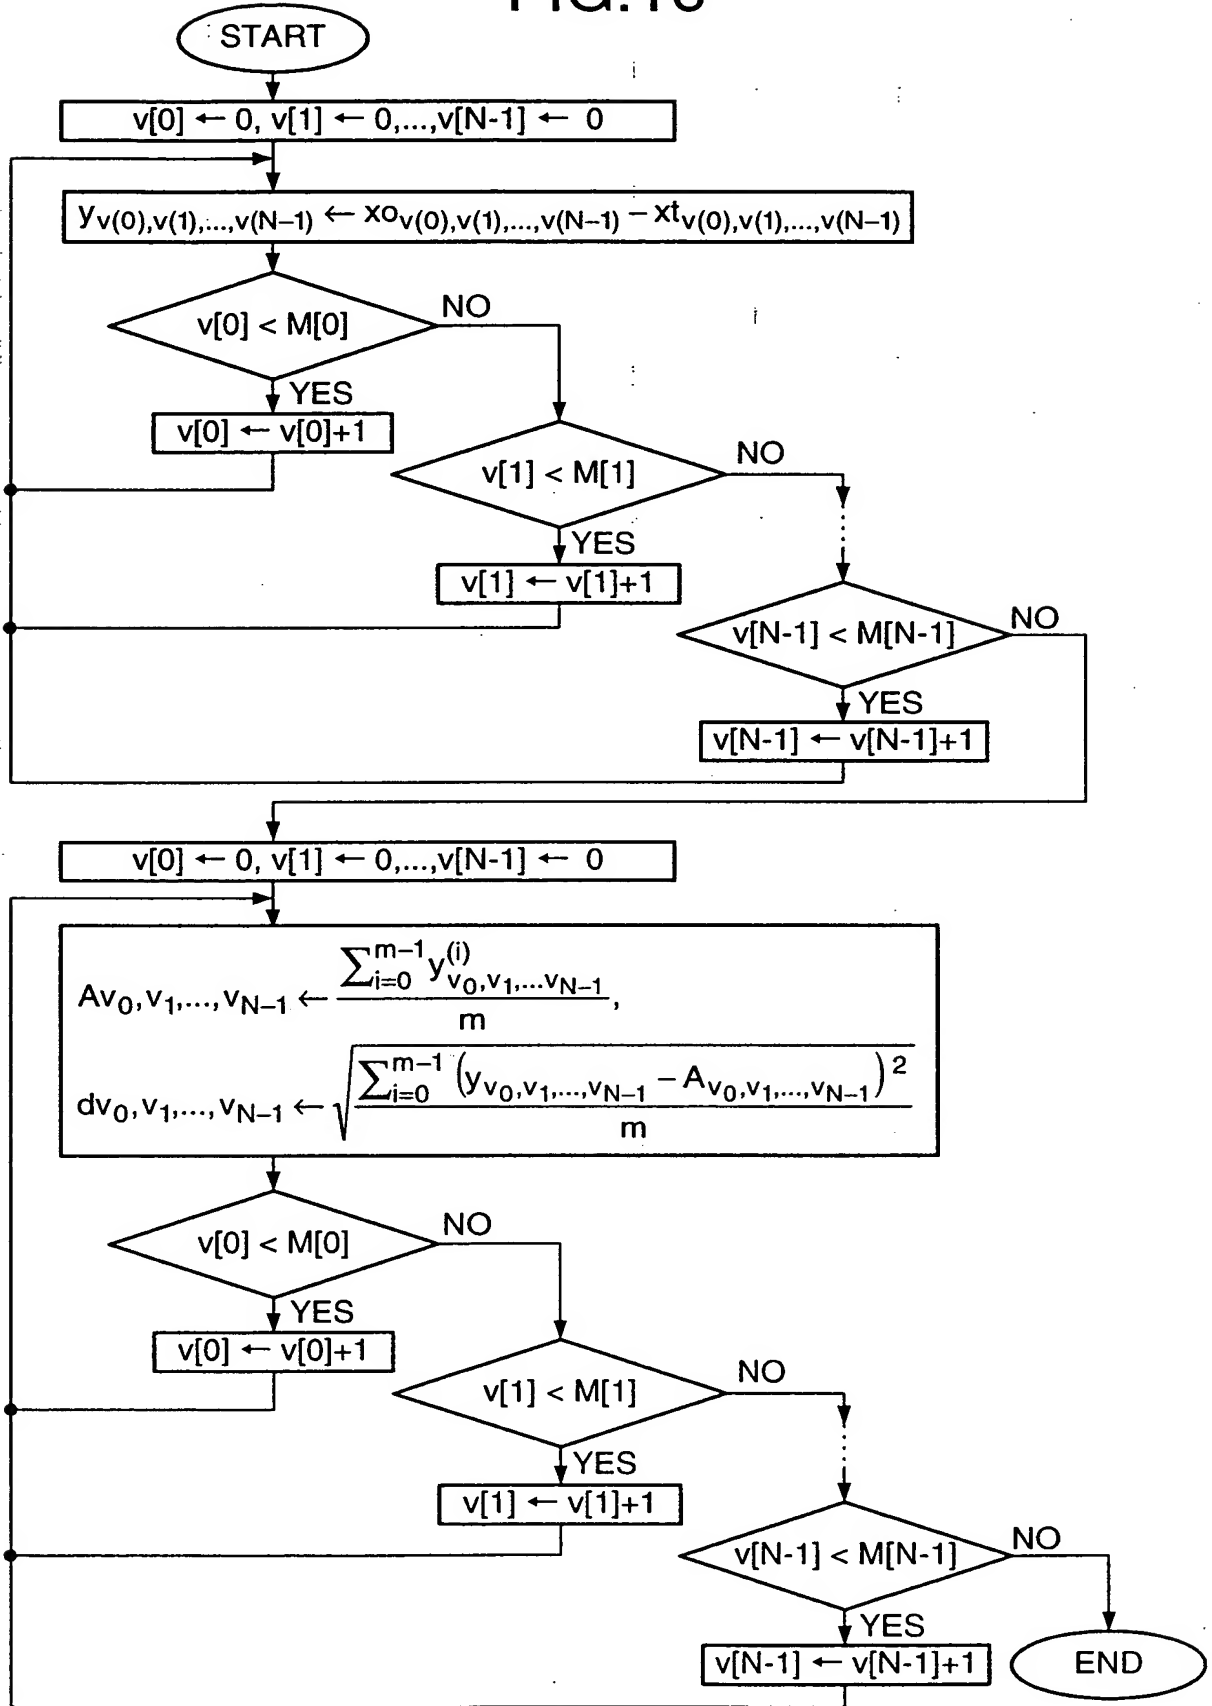 START
v[0] ← 0, v[1] ← 0,...,v[N-1] ← 0
y_{v(0),v(1),...,v(N−1)} ← xo_{v(0),v(1),...,v(N−1)} − xt_{v(0),v(1),...,v(N−1)}
v[0] < M[0]
NO
YES
v[0] ← v[0]+1
v[1] < M[1]
NO
YES
v[1] ← v[1]+1
v[N-1] < M[N-1]
NO
YES
v[N-1] ← v[N-1]+1
v[0] ← 0, v[1] ← 0,...,v[N-1] ← 0
Av_0,v_1,...,v_{N−1} ← \frac{∑_{i=0}^{m−1} y_{v_0,v_1,...v_{N−1}}^{(i)}}{m},
dv_0,v_1,...,v_{N−1} ← \sqrt{\frac{∑_{i=0}^{m−1} (y_{v_0,v_1,...,v_{N−1}} − A_{v_0,v_1,...,v_{N−1}})^2}{m}}
v[0] < M[0]
NO
YES
v[0] ← v[0]+1
v[1] < M[1]
NO
YES
v[1] ← v[1]+1
v[N-1] < M[N-1]
NO
YES
v[N-1] ← v[N-1]+1
END